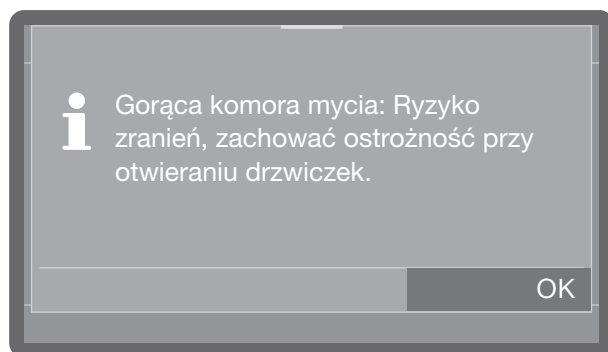 Gorąca komora mycia: Ryzyko
zranień, zachować ostrożność przy
otwieraniu drzwiczek.
OK